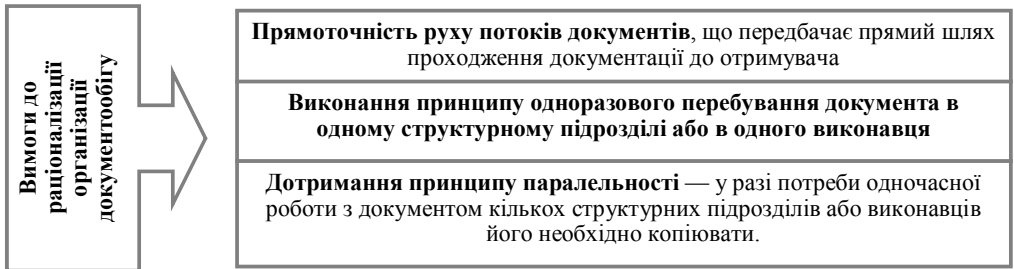 Вимоги до
раціоналізації
організації
документообігу
Прямоточність руху потоків документів, що передбачає прямий шлях
проходження документації до отримувача
Виконання принципу одноразового перебування документа в
одному структурному підрозділі або в одного виконавця
Дотримання принципу паралельності — у разі потреби одночасної
роботи з документом кількох структурних підрозділів або виконавців
його необхідно копіювати.